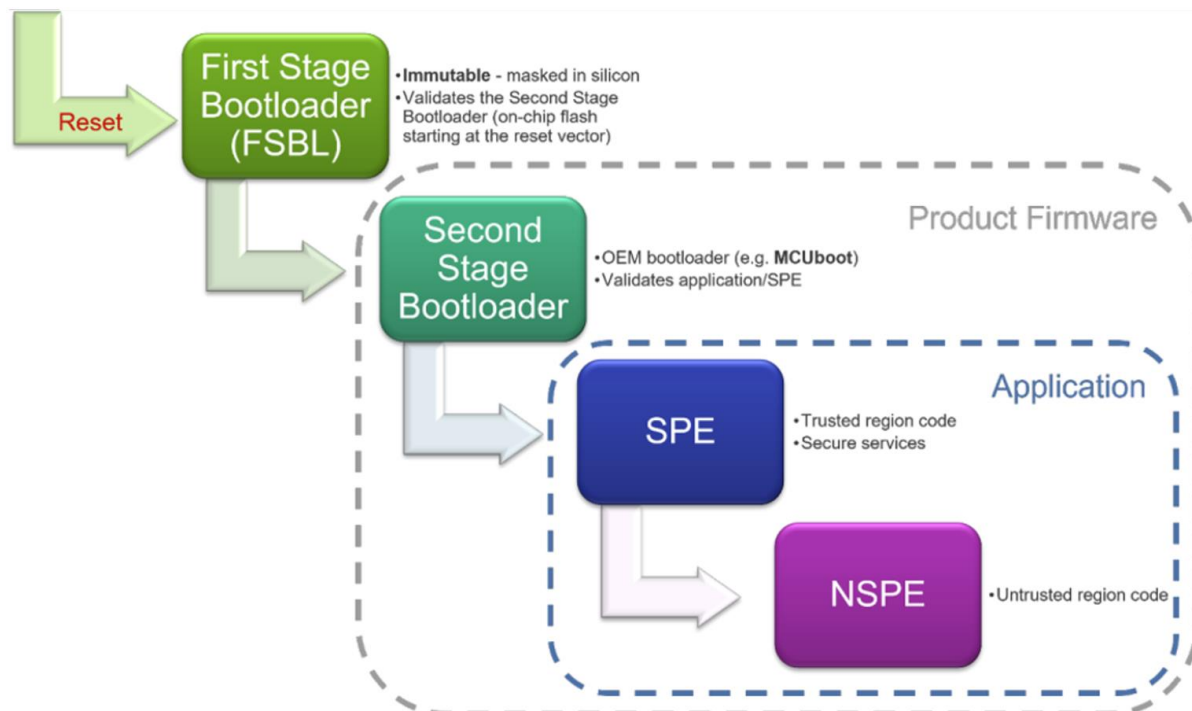 Reset
First Stage
Bootloader
(FSBL)
•Immutable - masked in silicon
•Validates the Second Stage
Bootloader (on-chip flash
starting at the reset vector)
Product Firmware
Second
Stage
Bootloader
•OEM bootloader (e.g. MCUboot)
•Validates application/SPE
Application
SPE
•Trusted region code
•Secure services
NSPE
•Untrusted region code